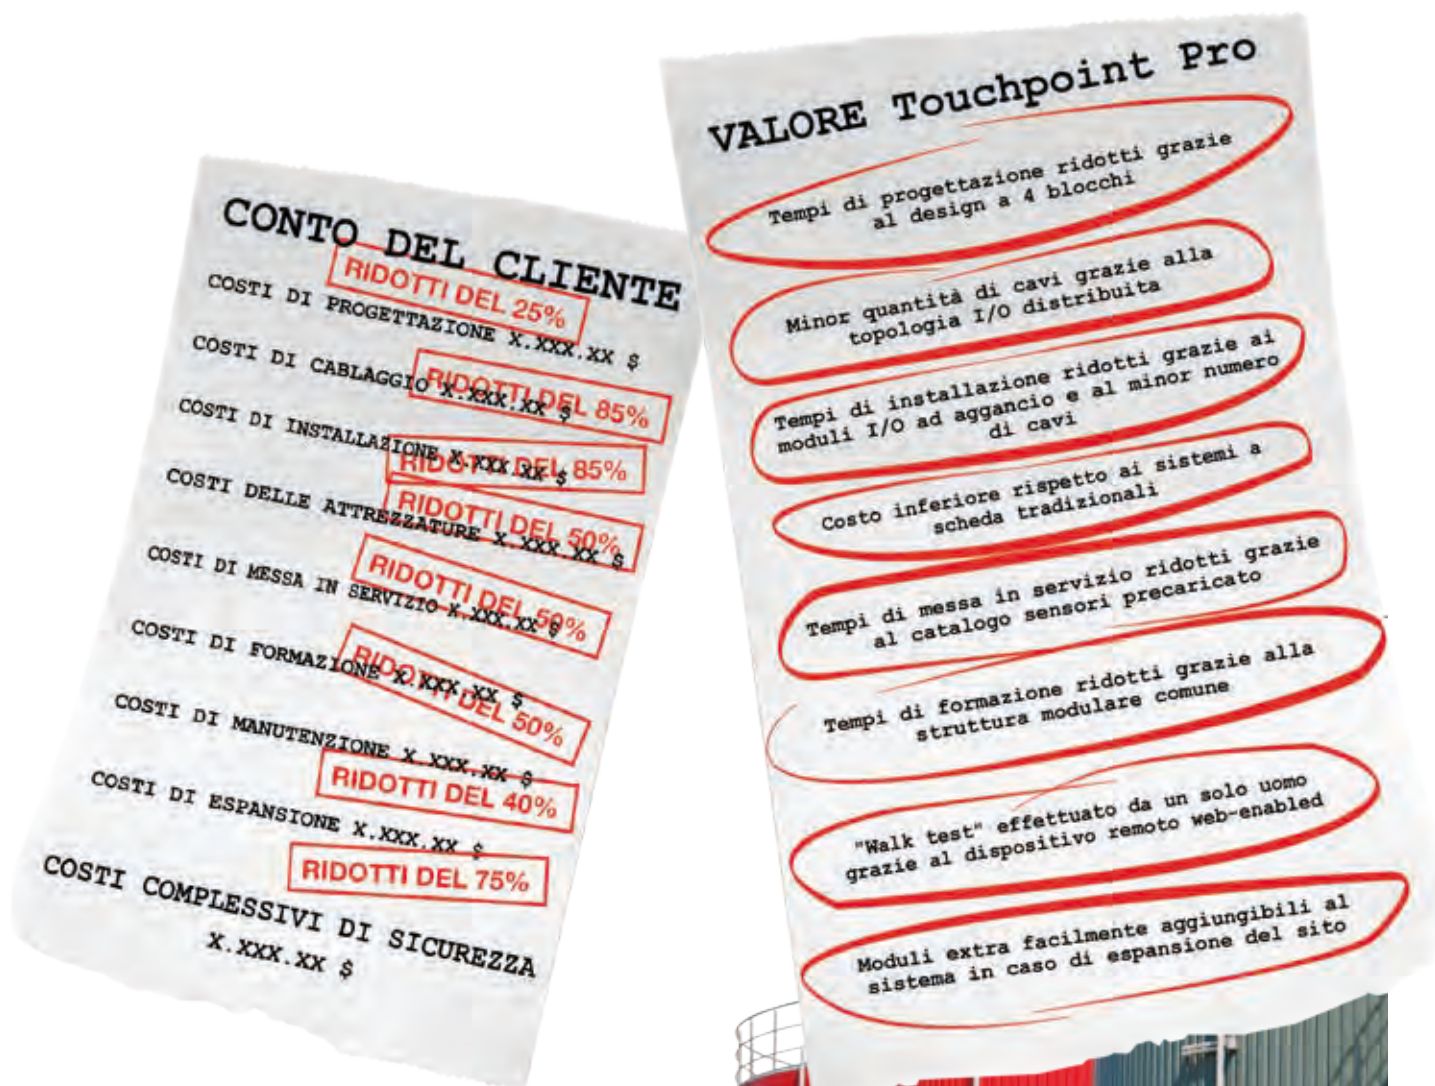 CONTO DEL CLIENTE
RIDOTTI DEL 25%
COSTI DI PROGETTAZIONE X.XXX.XX $
RIDOTTI DEL 85%
COSTI DI CABLAGGIO X.XXX.XX $
RIDOTTI DEL 85%
COSTI DI INSTALLAZIONE X.XXX.XX $
RIDOTTI DEL 50%
COSTI DELLE ATTREZZATURE X.XXX.XX $
RIDOTTI DEL 50%
COSTI DI MESSA IN SERVIZIO X.XXX.XX $
RIDOTTI DEL 50%
COSTI DI FORMAZIONE X.XXX.XX $
COSTI DI MANUTENZIONE X.XXX.XX $
RIDOTTI DEL 40%
COSTI DI ESPANSIONE X.XXX.XX $
RIDOTTI DEL 75%
COSTI COMPLESSIVI DI SICUREZZA
X.XXX.XX $
VALORE Touchpoint Pro
Tempi di progettazione ridotti grazie
al design a 4 blocchi
Minor quantità di cavi grazie alla
topologia I/O distribuita
Tempi di installazione ridotti grazie ai
moduli I/O ad aggancio e al minor numero
di cavi
Costo inferiore rispetto ai sistemi a
scheda tradizionali
Tempi di messa in servizio ridotti grazie
al catalogo sensori precaricato
Tempi di formazione ridotti grazie alla
struttura modulare comune
"Walk test" effettuato da un solo uomo
grazie al dispositivo remoto web-enabled
Moduli extra facilmente aggiungibili al
sistema in caso di espansione del sito